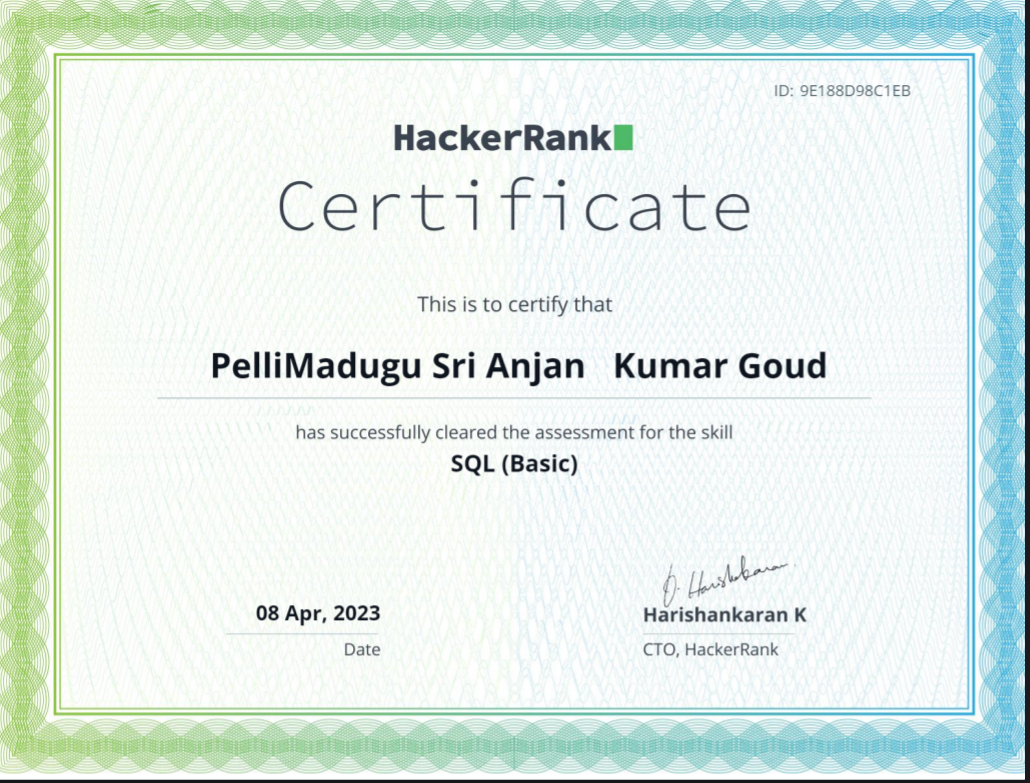 ID: 9E188D98C1EB
HackerRank
Certificate
This is to certify that
PelliMadugu Sri Anjan   Kumar Goud
has successfully cleared the assessment for the skill
SQL (Basic)
08 Apr, 2023
Date
Harishankaran K
CTO, HackerRank